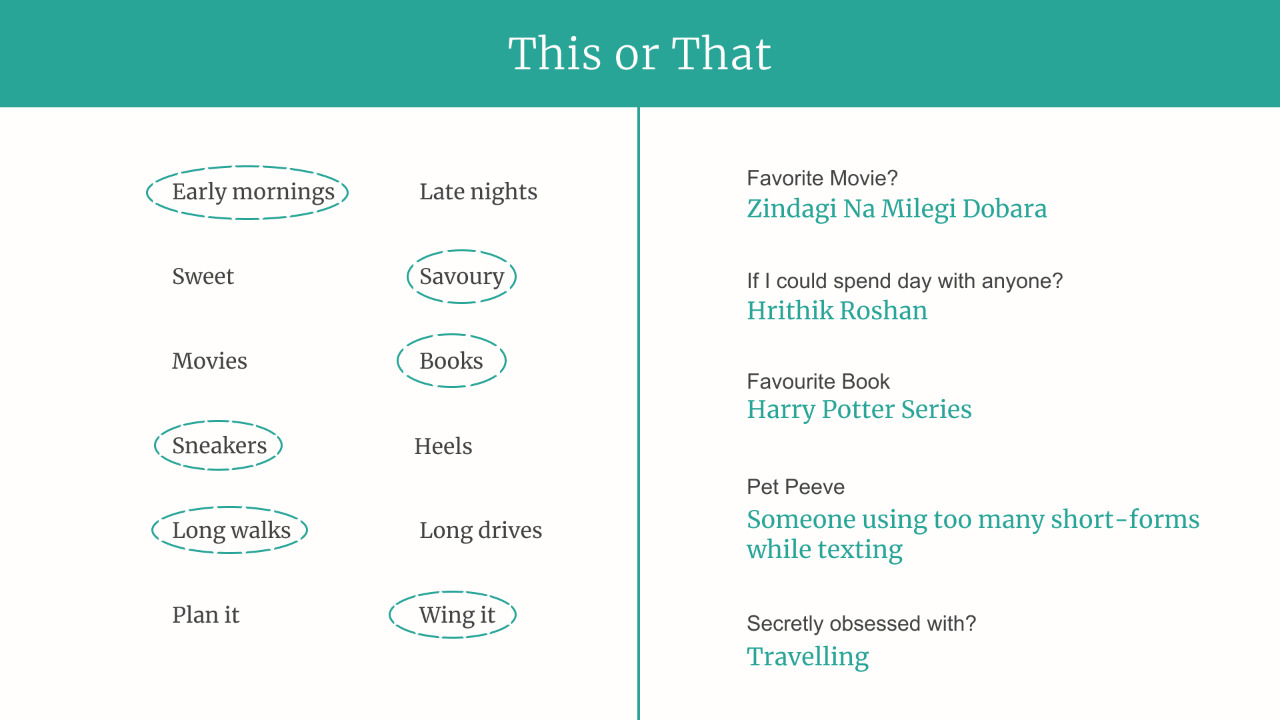 This or That
Early mornings
Late nights
Sweet
Savoury
Movies
Books
Sneakers
Heels
Long walks
Long drives
Plan it
Wing it
Favorite Movie?
Zindagi Na Milegi Dobara
If I could spend day with anyone?
Hrithik Roshan
Favourite Book
Harry Potter Series
Pet Peeve
Someone using too many short-forms
while texting
Secretly obsessed with?
Travelling